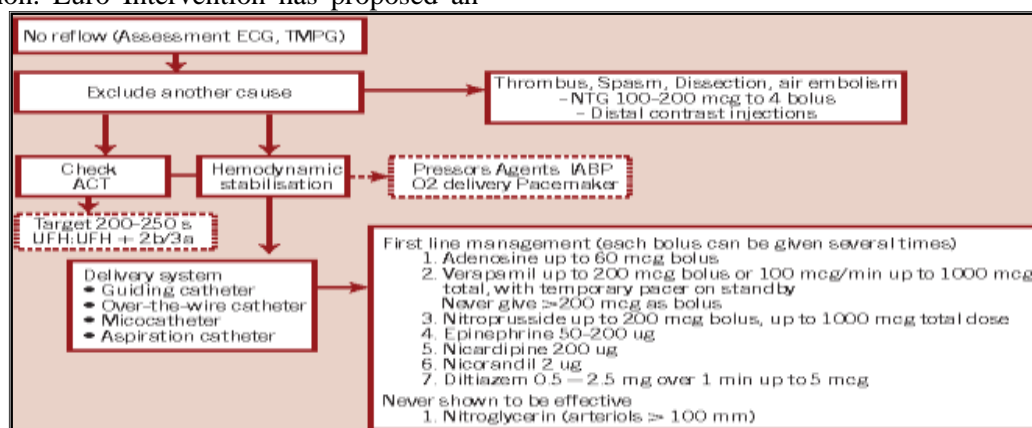 ion. Euro Intervention has proposed an
No reflow (Assessment ECG, TMPG)
Exclude another cause
Thrombus, Spasm, Dissection, air embolism
– NTG 100–200 mcg to 4 bolus
– Distal contrast injections
Check
ACT
Hemodynamic
stabilisation
Pressors Agents IABP
O2 delivery Pacemaker
Target 200–250 s
UFH:UFH + 2b/3a
Delivery system
• Guiding catheter
• Over-the-wire catheter
• Micocatheter
• Aspiration catheter
First line management (each bolus can be given several times)
1. Adenosine up to 60 mcg bolus
2. Verapamil up to 200 mcg bolus or 100 mcg/min up to 1000 mcg
total, with temporary pacer on standby
Never give >200 mcg as bolus
3. Nitroprusside up to 200 mcg bolus, up to 1000 mcg total dose
4. Epinephrine 50–200 ug
5. Nicardipine 200 ug
6. Nicorandil 2 ug
7. Diltiazem 0.5 – 2.5 mg over 1 min up to 5 mcg
Never shown to be effective
1. Nitroglycerin (arteriols > 100 mm)